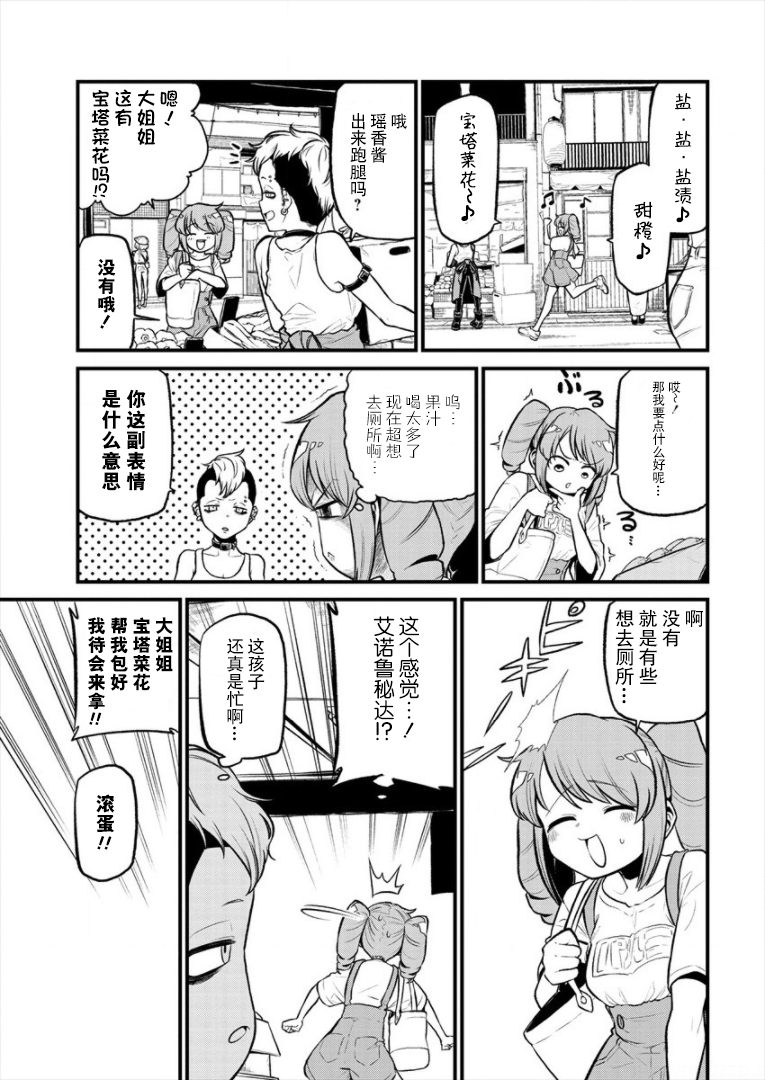 盐·盐·盐渍♪
甜橙♪
宝塔菜花~♪
哦
瑶香酱
出来跑腿吗？
嗯！
大姐姐
这有
宝塔菜花吗!?
没有哦！
哎~！
那我要点什么好呢…
ぶるっ
呜…
果汁
喝太多了
现在超想
去厕所啊…
你这副表情
是什么意思
啊
没有
就是有些
想去厕所…
这个感觉…！
艾诺鲁秘达!?
这孩子
还真是忙啊…
大姐姐
宝塔菜花
帮我包好
我待会来拿!!
滚蛋!!